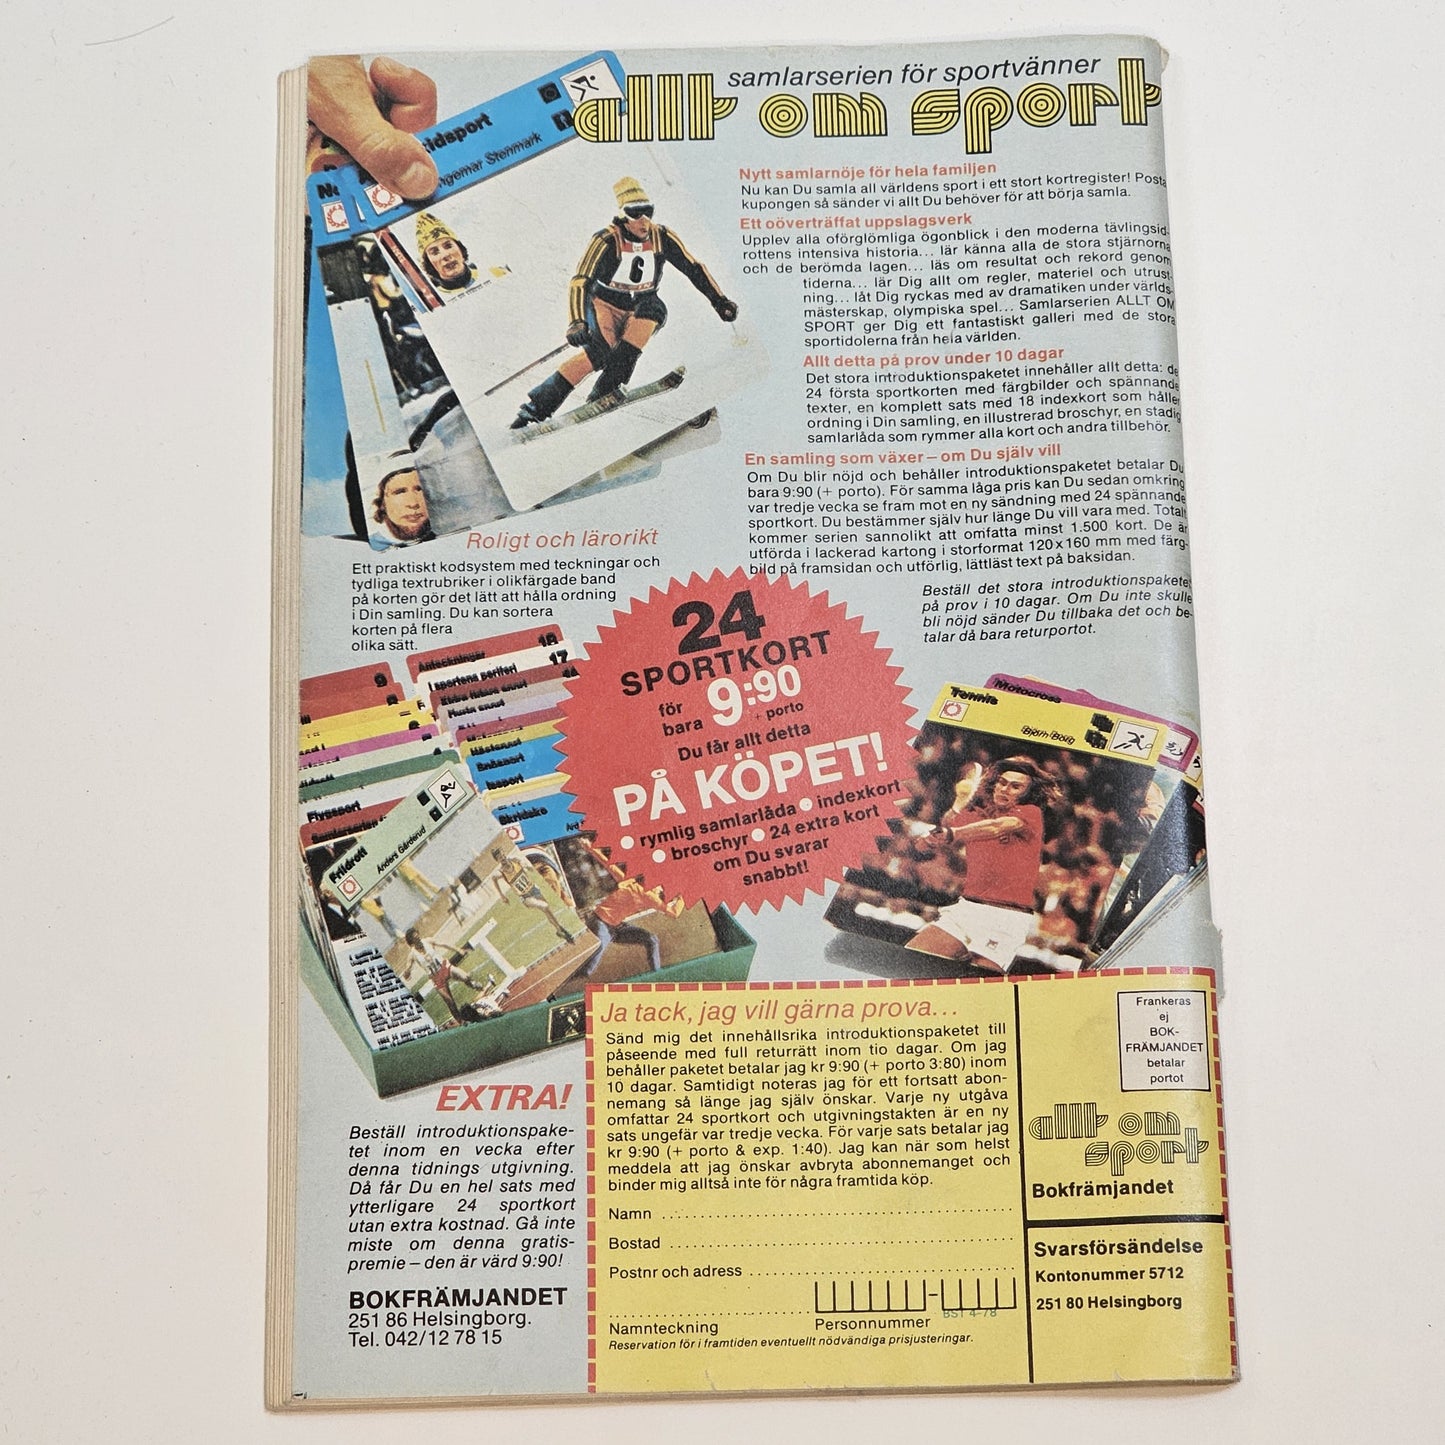 samlarserien för sportvänner
allt om sport
Nytt samlarnöje för hela familjen
Nu kan Du samla all världens sport i ett stort kortregister! Posta
kupongen så sänder vi allt Du behöver för att börja samla.
Ett oöverträffat uppslagsverk
Upplev alla oförglömliga ögonblick i den moderna tävlingsid-
rottens intensiva historia... lär känna alla de stora stjärnorna
och de berömda lagen... läs om resultat och rekord genom
tiderna... lär Dig allt om regler, materiel och utrust-
ning... låt Dig ryckas med av dramatiken under världs-
mästerskap, olympiska spel... Samlarserien ALLT OM
SPORT ger Dig ett fantastiskt galleri med de stora
sportidolerna från hela världen.
Allt detta på prov under 10 dagar
Det stora introduktionspaketet innehåller allt detta: de
24 första sportkorten med färgbilder och spännande
texter, en komplett sats med 18 indexkort som håller
ordning i Din samling, en illustrerad broschyr, en stadig
samlarlåda som rymmer alla kort och andra tillbehör.
En samling som växer – om Du själv vill
Om Du blir nöjd och behåller introduktionspaketet betalar Du
bara 9:90 (+ porto). För samma låga pris kan Du sedan omkring
var tredje vecka se fram mot en ny sändning med 24 spännande
sportkort. Du bestämmer själv hur länge Du vill vara med. Totalt
kommer serien sannolikt att omfatta minst 1.500 kort. De är
utförda i lackerad kartong i storformat 120 x 160 mm med färg-
bild på framsidan och utförlig, lättläst text på baksidan.
Beställ det stora introduktionspaketet
på prov i 10 dagar. Om Du inte skulle
bli nöjd sänder Du tillbaka det och be-
talar då bara returportot.
idsport
Ingemar Stenmark
6
Roligt och lärorikt
Ett praktiskt kodsystem med teckningar och
tydliga textrubriker i olikfärgade band
på korten gör det lätt att hålla ordning
i Din samling. Du kan sortera
korten på flera
olika sätt.
24
SPORTKORT
för
bara 9:90
+ porto
Du får allt detta
PÅ KÖPET!
• rymlig samlarlåda • indexkort
• broschyr • 24 extra kort
om Du svarar
snabbt!
9
Anteckningar 18
I sportens periferi 17
Hästsport
Snösport
Issport
Flygsport
Skridsko
Friidrott
Anders Gärderud
Motocross
Tennis
Björn Borg
EXTRA!
Beställ introduktionspake-
tet inom en vecka efter
denna tidnings utgivning.
Då får Du en hel sats med
ytterligare 24 sportkort
utan extra kostnad. Gå inte
miste om denna gratis-
premie – den är värd 9:90!
BOKFRÄMJANDET
251 86 Helsingborg.
Tel. 042/12 78 15
Ja tack, jag vill gärna prova...
Sänd mig det innehållsrika introduktionspaketet till
påseende med full returrätt inom tio dagar. Om jag
behåller paketet betalar jag kr 9:90 (+ porto 3:80) inom
10 dagar. Samtidigt noteras jag för ett fortsatt abon-
nemang så länge jag själv önskar. Varje ny utgåva
omfattar 24 sportkort och utgivningstakten är en ny
sats ungefär var tredje vecka. För varje sats betalar jag
kr 9:90 (+ porto & exp. 1:40). Jag kan när som helst
meddela att jag önskar avbryta abonnemanget och
binder mig alltså inte för några framtida köp.
Namn
Bostad
Postnr och adress
BST 4-78
Namnteckning Personnummer
Reservation för i framtiden eventuellt nödvändiga prisjusteringar.
Frankeras
ej
BOK-
FRÄMJANDET
betalar
portot
allt om
sport
Bokfrämjandet
Svarsförsändelse
Kontonummer 5712
251 80 Helsingborg